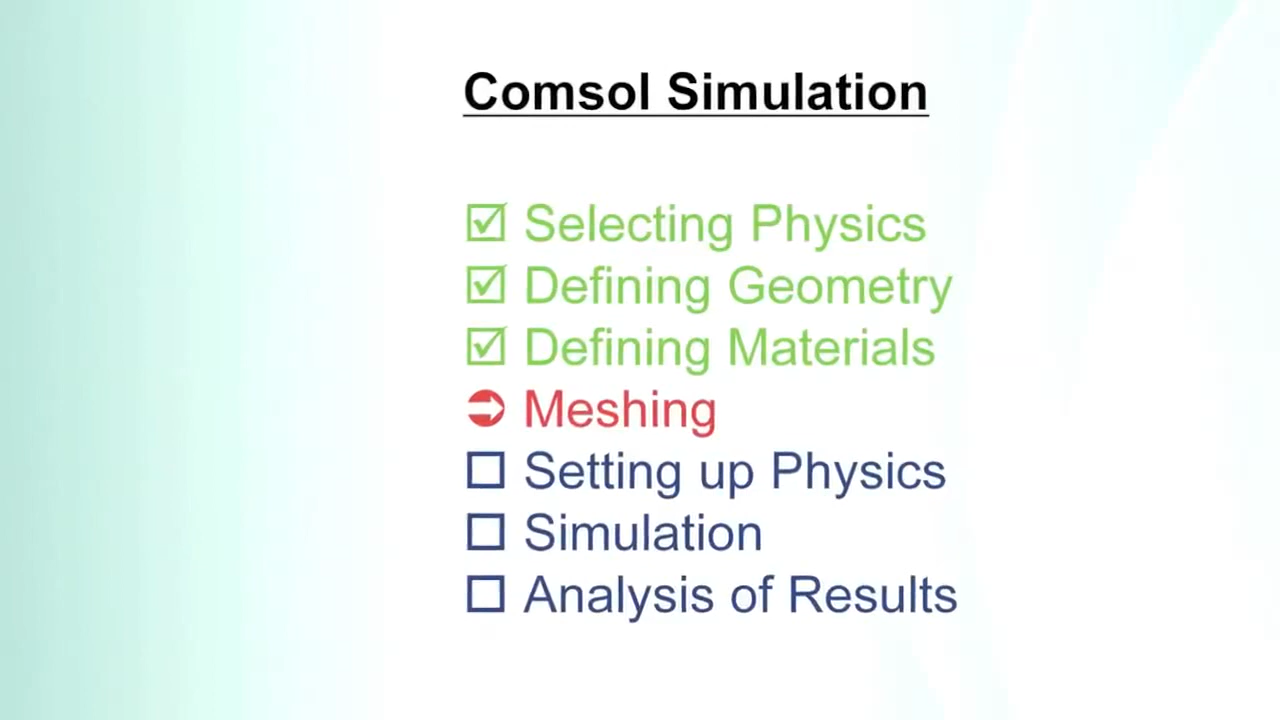 Comsol Simulation
☑ Selecting Physics
☑ Defining Geometry
☑ Defining Materials
➲ Meshing
☐ Setting up Physics
☐ Simulation
☐ Analysis of Results